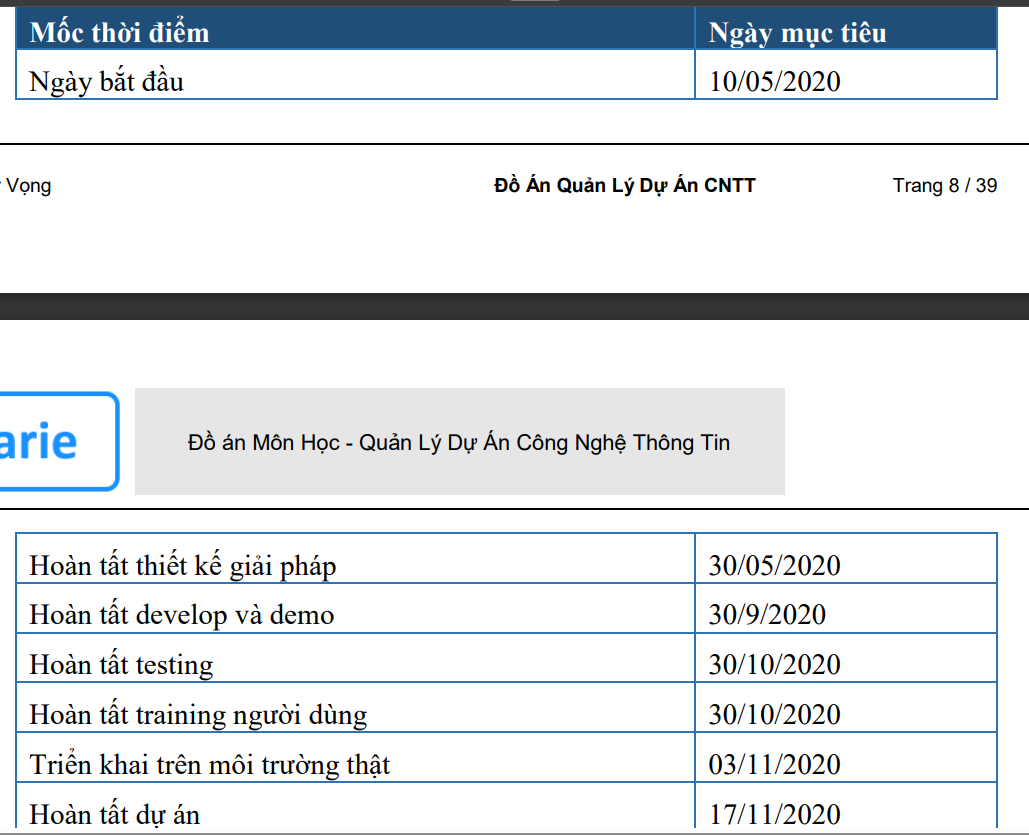 Mốc thời điểm Ngày mục tiêu
Ngày bắt đầu 10/05/2020
Vọng Đồ Án Quản Lý Dự Án CNTT Trang 8 / 39
arie
Đồ án Môn Học - Quản Lý Dự Án Công Nghệ Thông Tin
Hoàn tất thiết kế giải pháp 30/05/2020
Hoàn tất develop và demo 30/9/2020
Hoàn tất testing 30/10/2020
Hoàn tất training người dùng 30/10/2020
Triển khai trên môi trường thật 03/11/2020
Hoàn tất dự án 17/11/2020